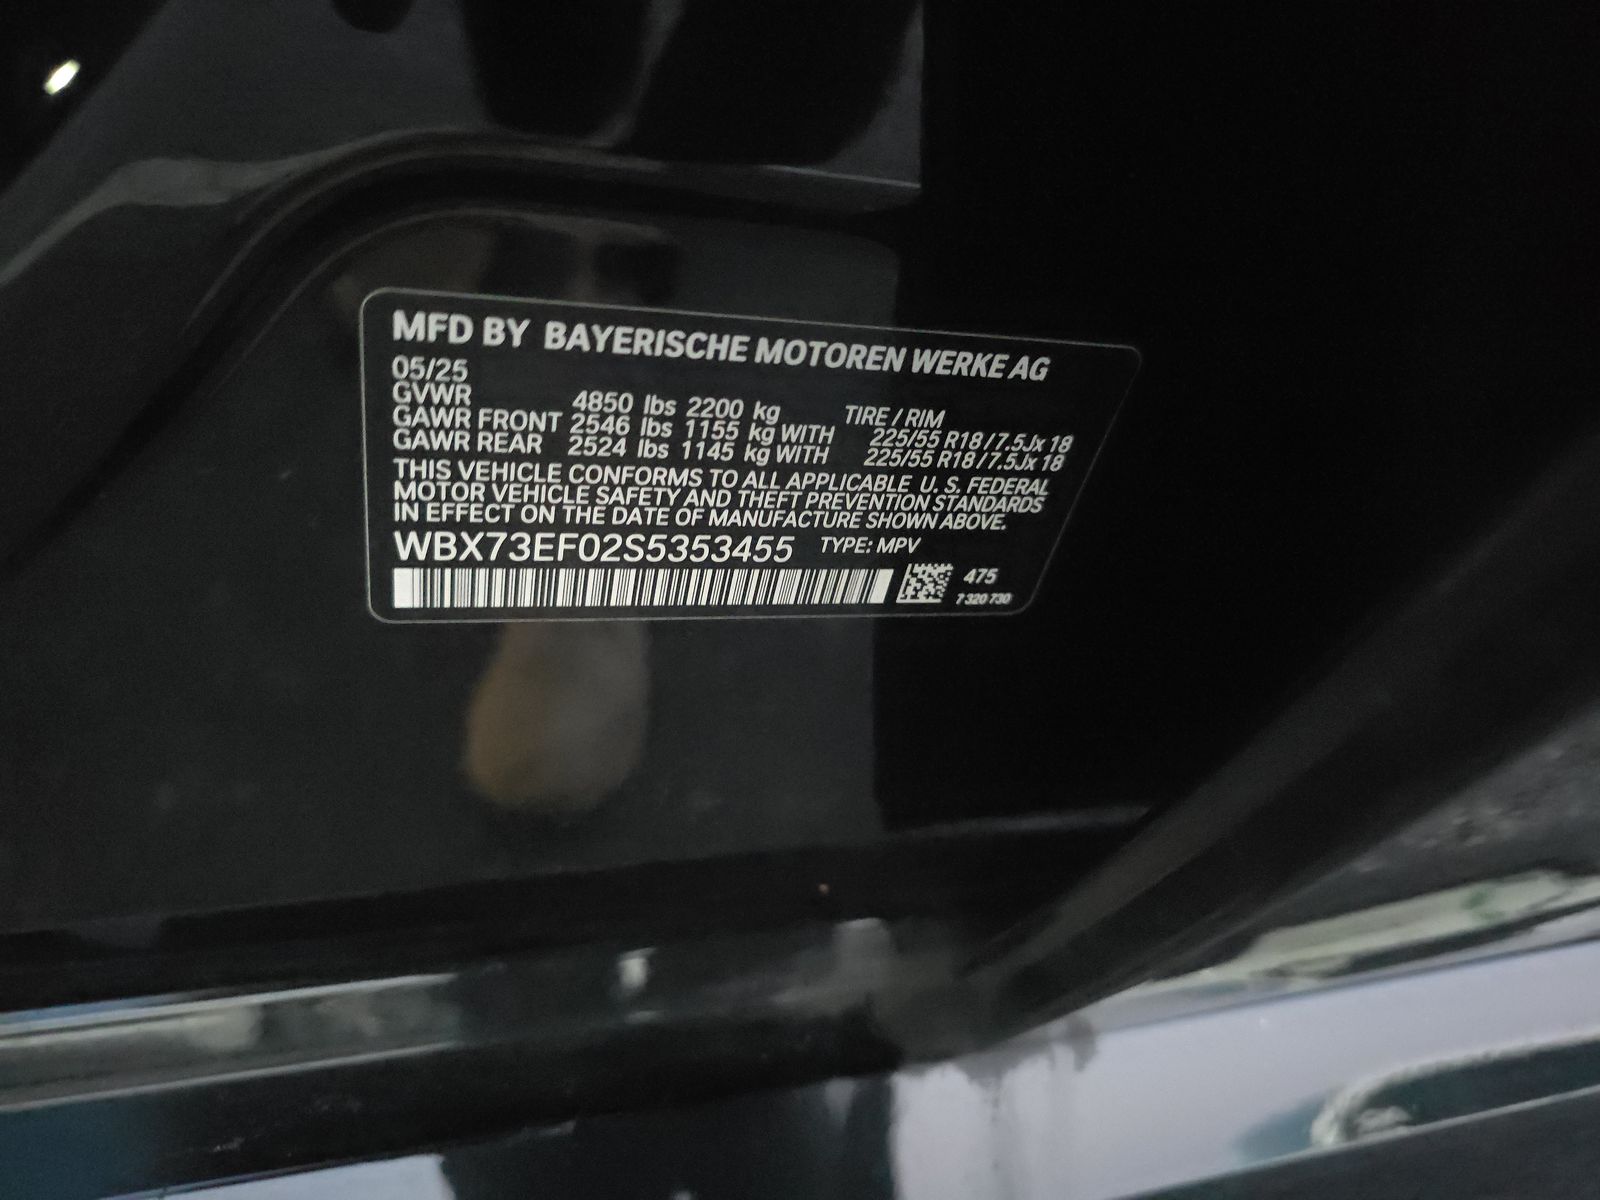 MFD BY BAYERISCHE MOTOREN WERKE AG
05/25
GVWR 4850 lbs 2200 kg TIRE / RIM
GAWR FRONT 2546 lbs 1155 kg WITH 225/55 R18 / 7.5Jx 18
GAWR REAR 2524 lbs 1145 kg WITH 225/55 R18 / 7.5Jx 18
THIS VEHICLE CONFORMS TO ALL APPLICABLE U. S. FEDERAL
MOTOR VEHICLE SAFETY AND THEFT PREVENTION STANDARDS
IN EFFECT ON THE DATE OF MANUFACTURE SHOWN ABOVE.
WBX73EF02S5353455 TYPE: MPV
475
7 320 730